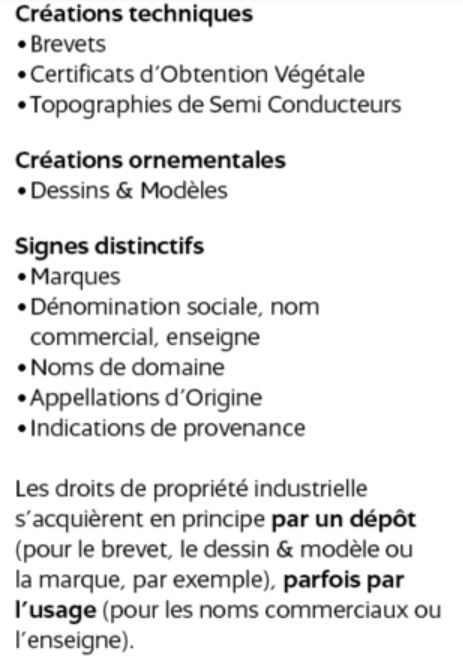 Créations techniques
• Brevets
• Certificats d'Obtention Végétale
• Topographies de Semi Conducteurs
Créations ornementales
• Dessins & Modèles
Signes distinctifs
• Marques
• Dénomination sociale, nom
commercial, enseigne
• Noms de domaine
• Appellations d'Origine
• Indications de provenance
Les droits de propriété industrielle
s'acquièrent en principe par un dépôt
(pour le brevet, le dessin & modèle ou
la marque, par exemple), parfois par
l'usage (pour les noms commerciaux ou
l'enseigne).